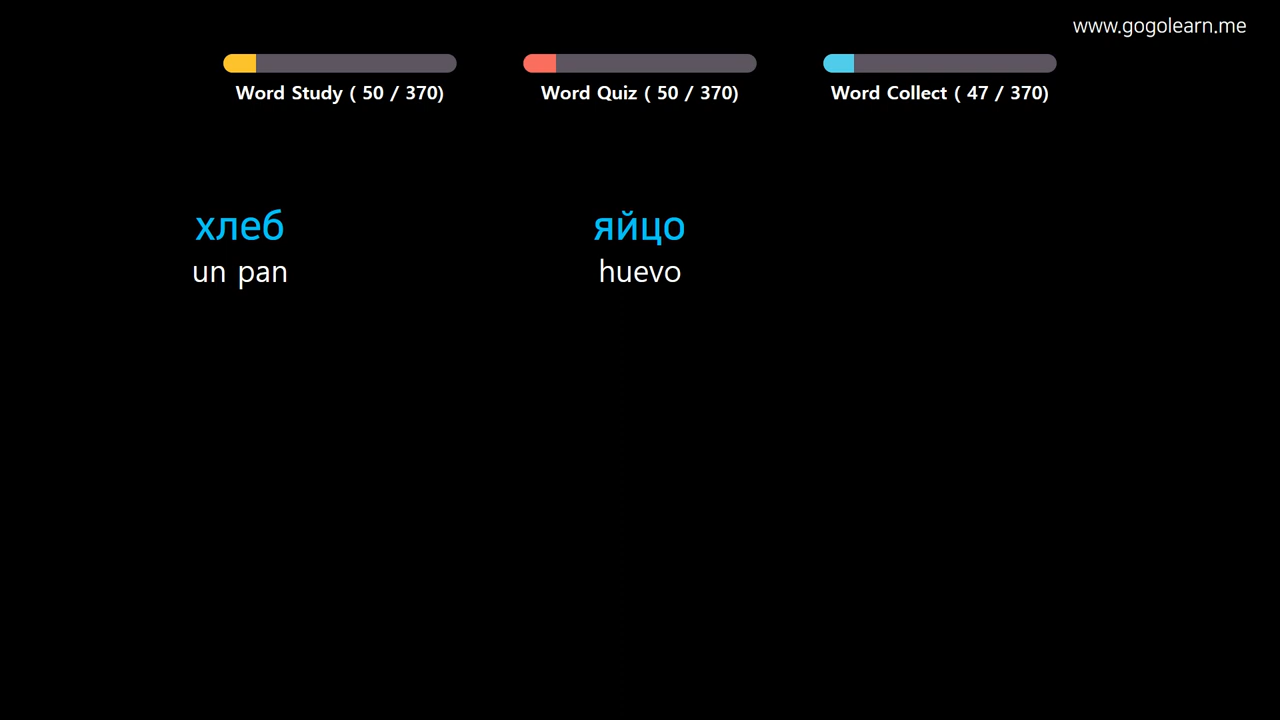 www.gogolearn.me
Word Study ( 50 / 370)
Word Quiz ( 50 / 370)
Word Collect ( 47 / 370)
хлеб
un pan
яйцо
huevo